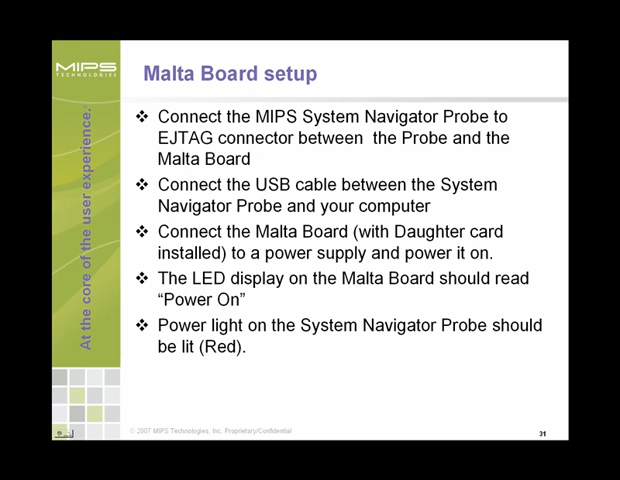 MIPS
TECHNOLOGIES
At the core of the user experience.
Malta Board setup
❖ Connect the MIPS System Navigator Probe to
EJTAG connector between  the Probe and the
Malta Board
❖ Connect the USB cable between the System
Navigator Probe and your computer
❖ Connect the Malta Board (with Daughter card
installed) to a power supply and power it on.
❖ The LED display on the Malta Board should read
“Power On”
❖ Power light on the System Navigator Probe should
be lit (Red).
© 2007 MIPS Technologies, Inc. Proprietary/Confidential
31